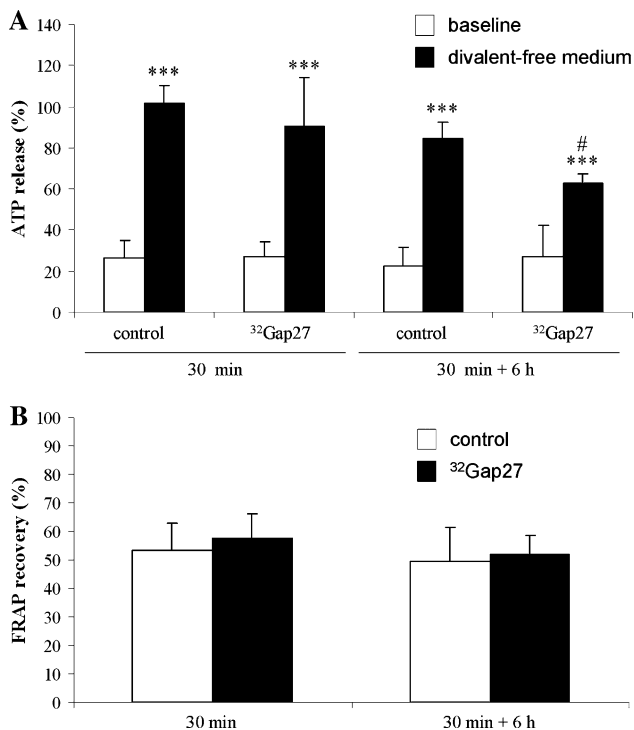 A
ATP release (%)
140
120
100
80
60
40
20
0
baseline
divalent-free medium
***
***
***
#
***
control
³²Gap27
control
³²Gap27
30 min
30 min + 6 h
B
FRAP recovery (%)
100
90
80
70
60
50
40
30
20
10
0
control
³²Gap27
30 min
30 min + 6 h